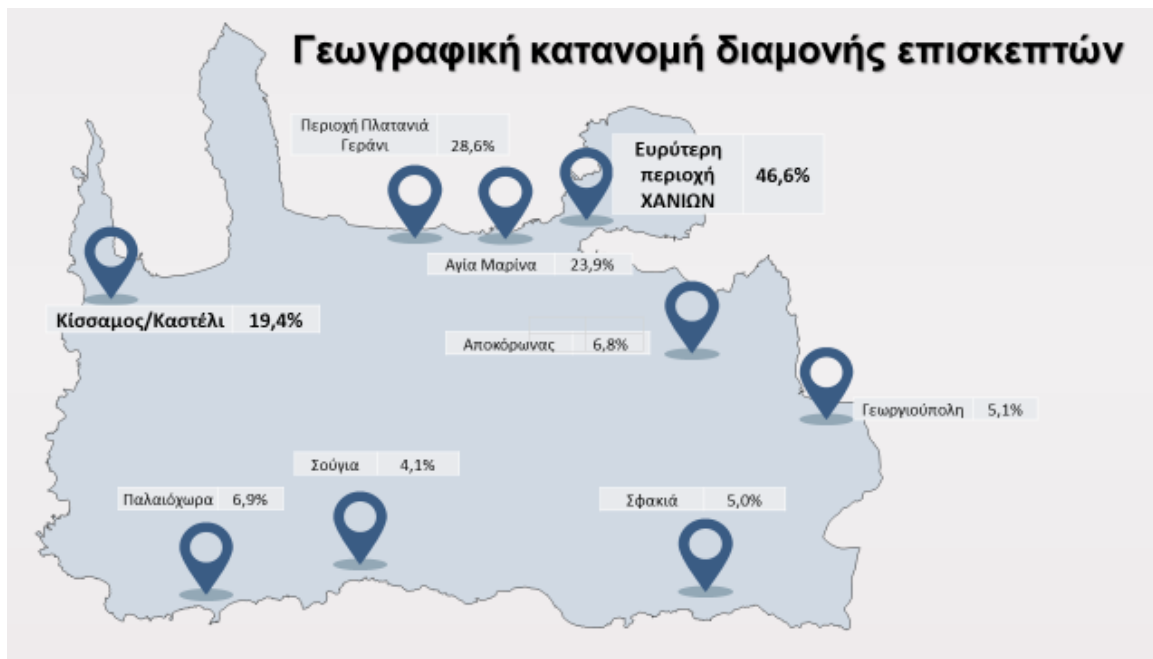 Γεωγραφική κατανομή διαμονής επισκεπτών
Περιοχή Πλατανιά
Γεράνι 28,6%
Ευρύτερη
περιοχή 46,6%
ΧΑΝΙΩΝ
Αγία Μαρίνα 23,9%
Κίσσαμος/Καστέλι 19,4%
Αποκόρωνας 6,8%
Γεωργιούπολη 5,1%
Σούγια 4,1%
Παλαιόχωρα 6,9%
Σφακιά 5,0%